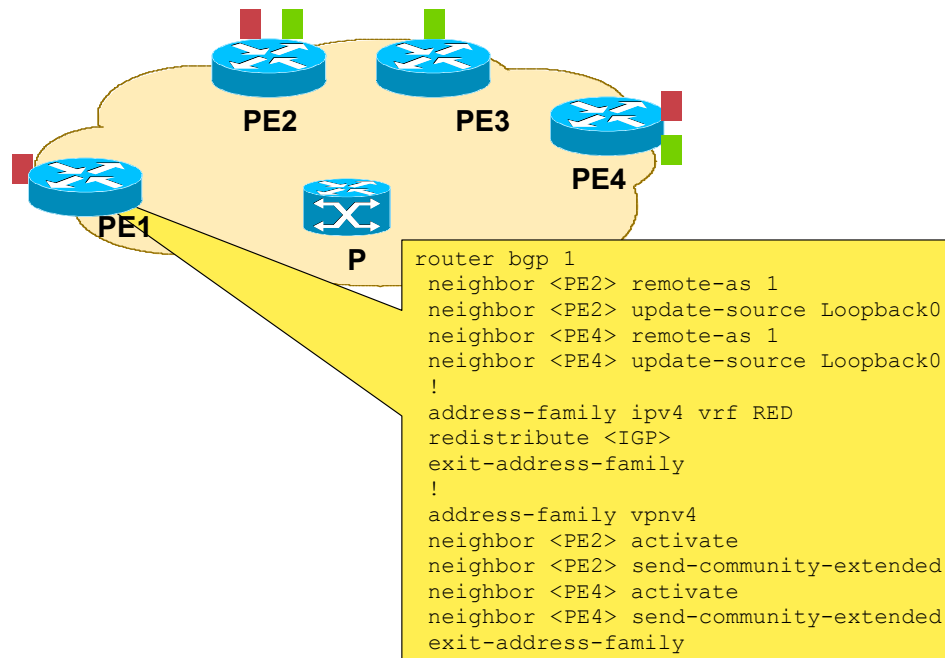 PE2
PE3
PE4
PE1
P
router bgp 1
neighbor <PE2> remote-as 1
neighbor <PE2> update-source Loopback0
neighbor <PE4> remote-as 1
neighbor <PE4> update-source Loopback0
!
address-family ipv4 vrf RED
redistribute <IGP>
exit-address-family
!
address-family vpnv4
neighbor <PE2> activate
neighbor <PE2> send-community-extended
neighbor <PE4> activate
neighbor <PE4> send-community-extended
exit-address-family